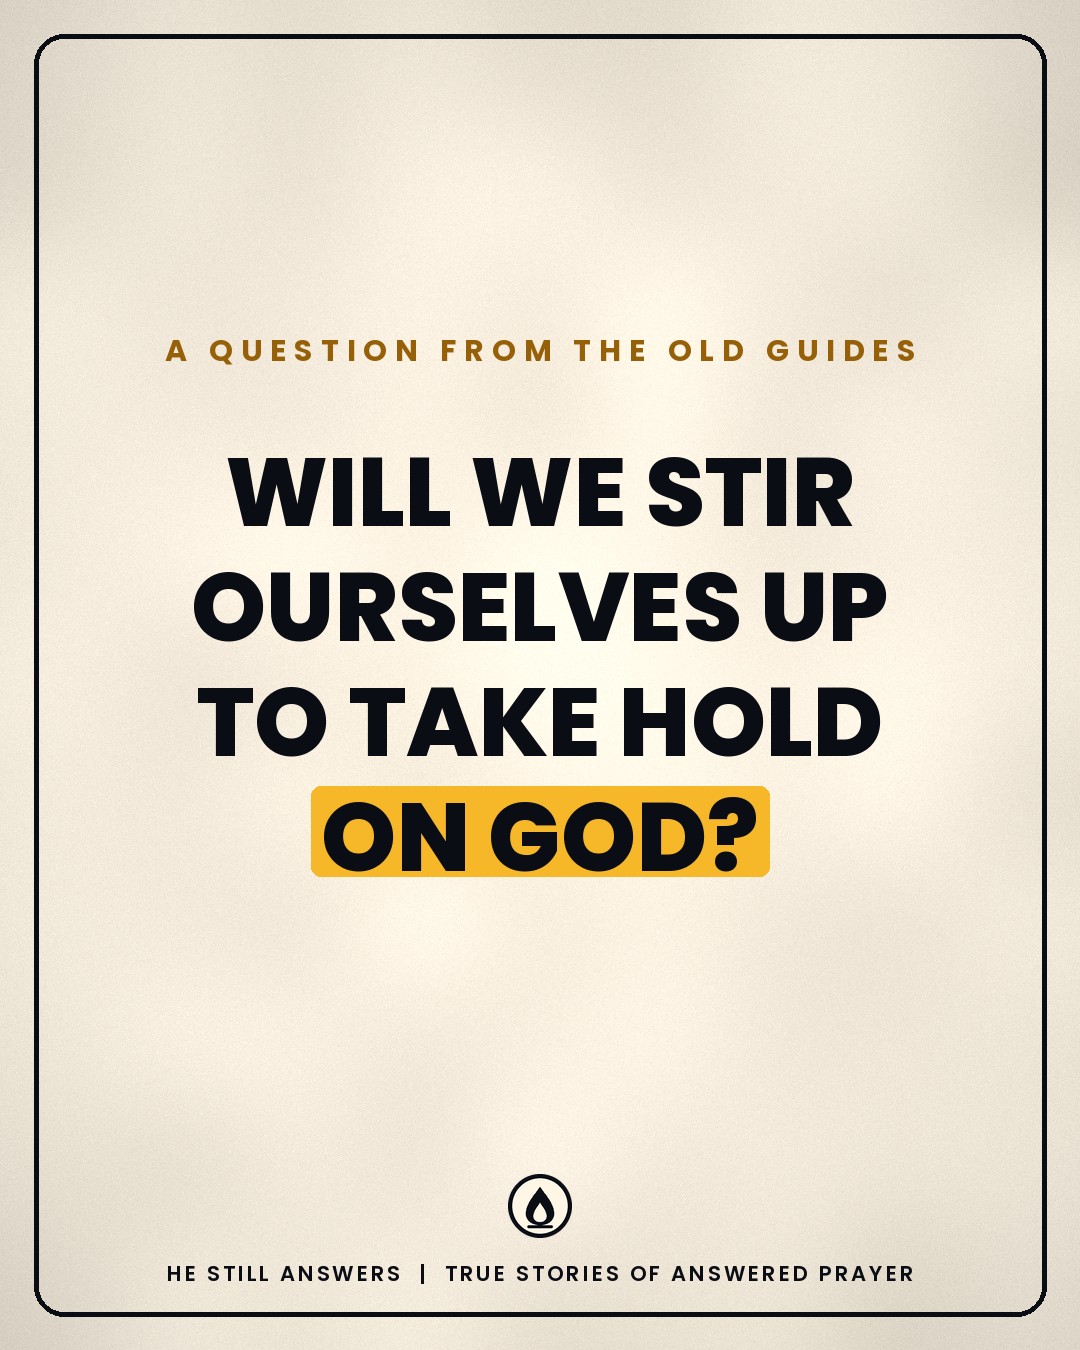 A QUESTION FROM THE OLD GUIDES
WILL WE STIR
OURSELVES UP
TO TAKE HOLD
ON GOD?
HE STILL ANSWERS | TRUE STORIES OF ANSWERED PRAYER